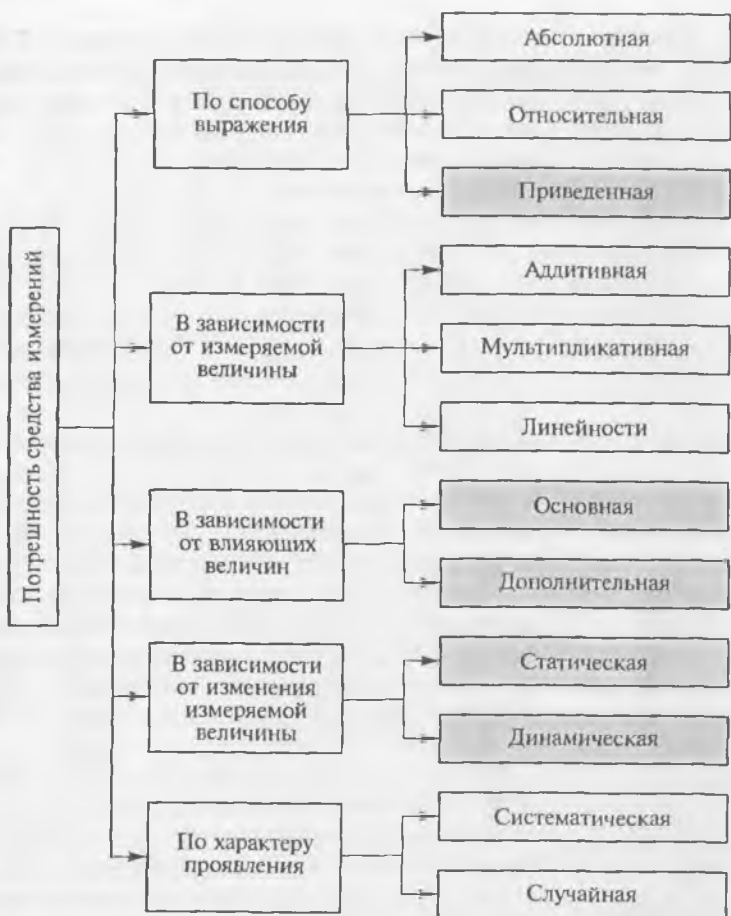 Погрешность средства измерений
По способу
выражения
Абсолютная
Относительная
Приведенная
В зависимости
от измеряемой
величины
Аддитивная
Мультипликативная
Линейности
В зависимости
от влияющих
величин
Основная
Дополнительная
В зависимости
от изменения
измеряемой
величины
Статическая
Динамическая
По характеру
проявления
Систематическая
Случайная